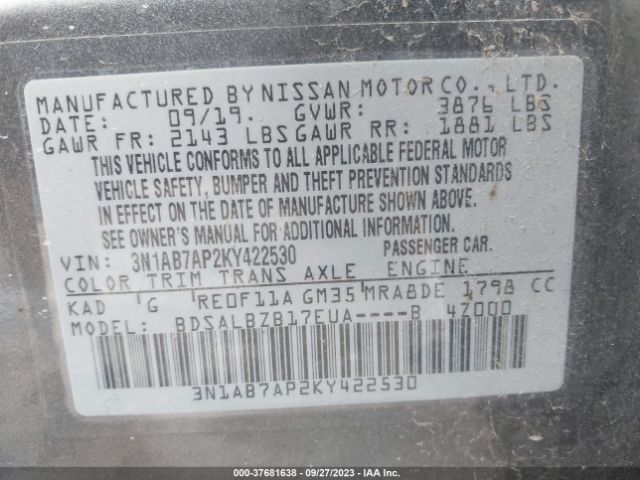 MANUFACTURED BY NISSAN MOTOR CO., LTD.
DATE: 09/19. GVWR: 3876 LBS
GAWR FR: 2143 LBS GAWR RR: 1881 LBS
THIS VEHICLE CONFORMS TO ALL APPLICABLE FEDERAL MOTOR
VEHICLE SAFETY, BUMPER AND THEFT PREVENTION STANDARDS
IN EFFECT ON THE DATE OF MANUFACTURE SHOWN ABOVE.
SEE OWNER'S MANUAL FOR ADDITIONAL INFORMATION.
VIN: 3N1AB7AP2KY422530 PASSENGER CAR.
COLOR TRIM TRANS AXLE ENGINE
KAD G RE0F11A GM35 MRA8DE 1798 CC
MODEL: BDSALBZB17EUA----B 4Z000
3N1AB7AP2KY422530
000-37681638 - 09/27/2023 - IAA Inc.